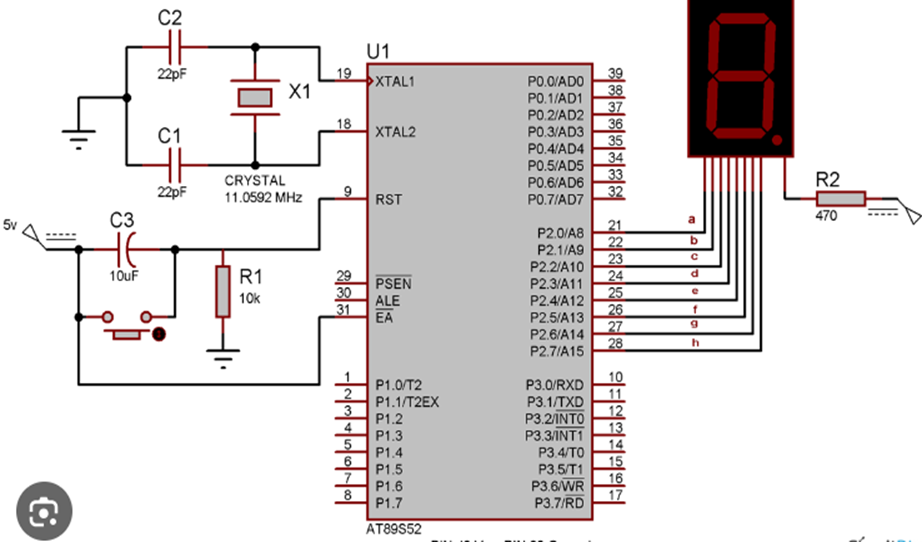 C2
22pF
C1
22pF
X1
CRYSTAL
11.0592 MHz
5v
C3
10uF
R1
10k
U1
19 XTAL1
18 XTAL2
9 RST
29 PSEN
30 ALE
31 EA
1 P1.0/T2
2 P1.1/T2EX
3 P1.2
4 P1.3
5 P1.4
6 P1.5
7 P1.6
8 P1.7
P0.0/AD0 39
P0.1/AD1 38
P0.2/AD2 37
P0.3/AD3 36
P0.4/AD4 35
P0.5/AD5 34
P0.6/AD6 33
P0.7/AD7 32
P2.0/A8 21 a
P2.1/A9 22 b
P2.2/A10 23 c
P2.3/A11 24 d
P2.4/A12 25 e
P2.5/A13 26 f
P2.6/A14 27 g
P2.7/A15 28 h
P3.0/RXD 10
P3.1/TXD 11
P3.2/INT0 12
P3.3/INT1 13
P3.4/T0 14
P3.5/T1 15
P3.6/WR 16
P3.7/RD 17
AT89S52
R2
470